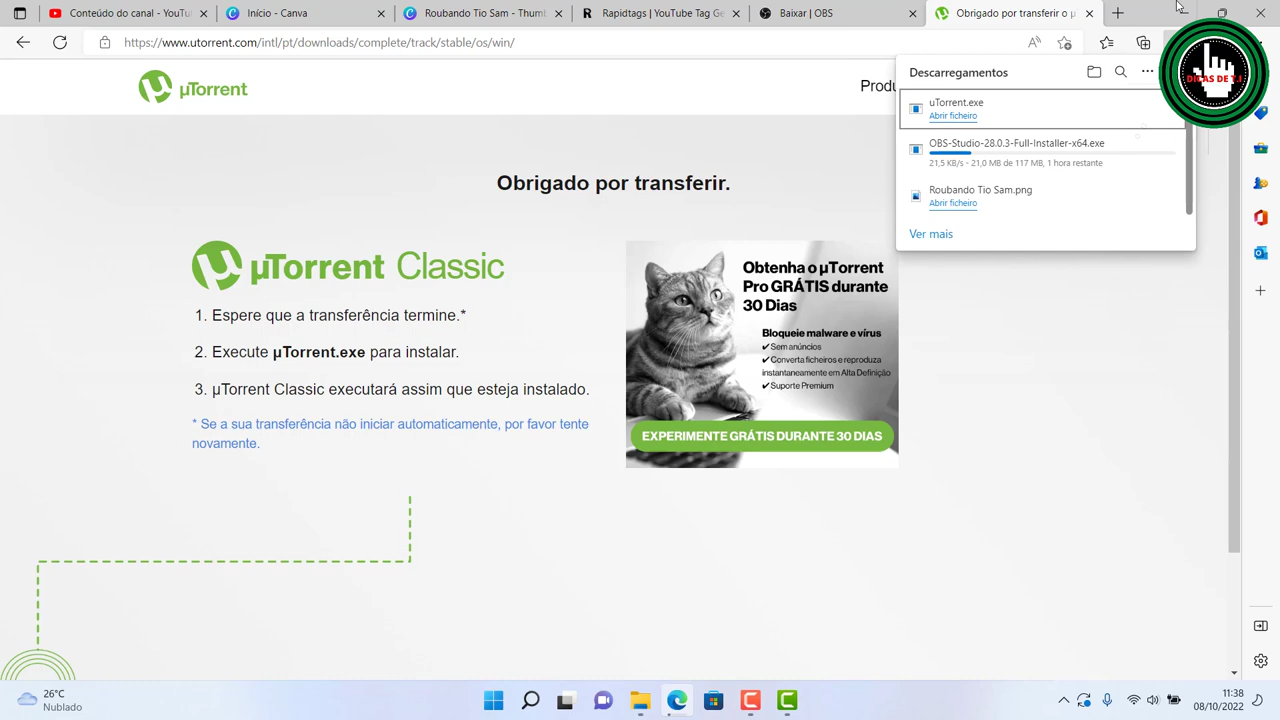 conteúdo do canal - YouTu
Início - Canva
Roubando Tio Sam - Thumb
Rapidtags | YouTube Tag Ge
Baixar | OBS
Obrigado por transferir o µ
https://www.utorrent.com/intl/pt/downloads/complete/track/stable/os/win/
µTorrent
Produ
Descarregamentos
DICAS DE T.I
uTorrent.exe
Abrir ficheiro
OBS-Studio-28.0.3-Full-Installer-x64.exe
21,5 KB/s - 21,0 MB de 117 MB, 1 hora restante
Roubando Tio Sam.png
Abrir ficheiro
Ver mais
Obrigado por transferir.
µTorrent Classic
1. Espere que a transferência termine.*
2. Execute µTorrent.exe para instalar.
3. µTorrent Classic executará assim que esteja instalado.
* Se a sua transferência não iniciar automaticamente, por favor tente
novamente.
Obtenha o µTorrent
Pro GRÁTIS durante
30 Dias
Bloqueie malware e vírus
✔ Sem anúncios
✔ Converta ficheiros e reproduza
instantaneamente em Alta Definição
✔ Suporte Premium
EXPERIMENTE GRÁTIS DURANTE 30 DIAS
26°C
Nublado
11:38
08/10/2022